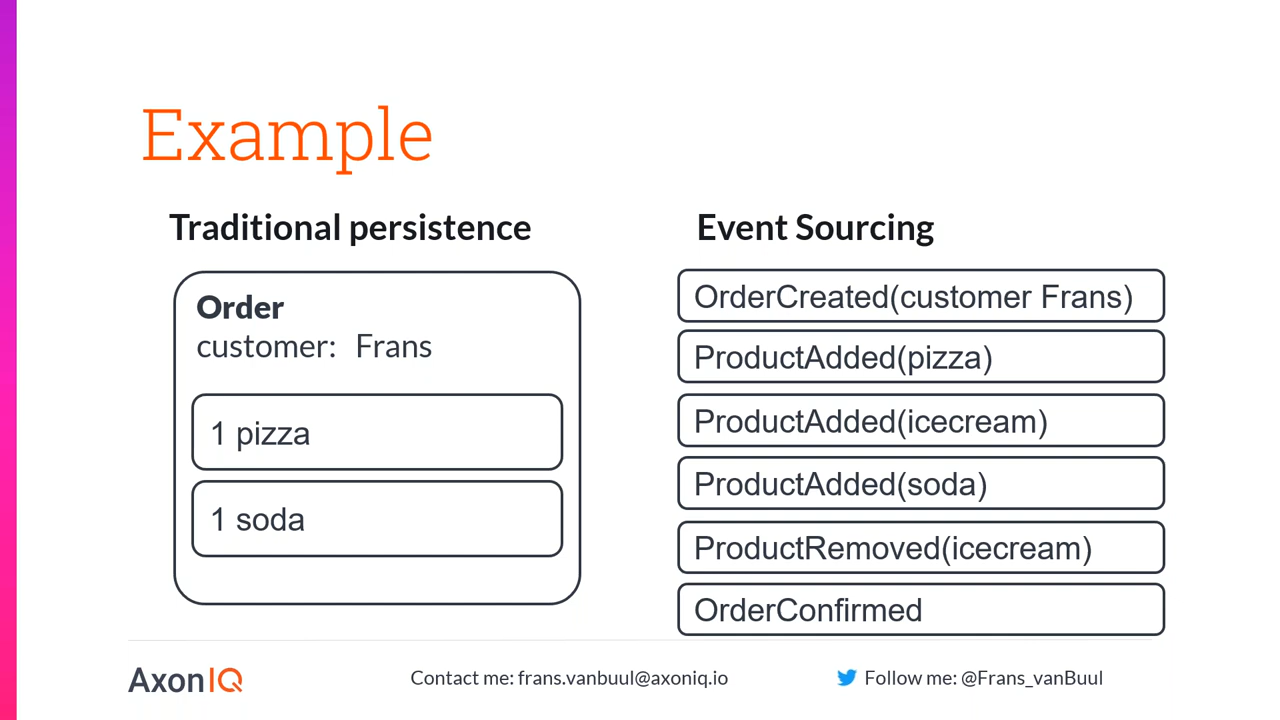 Example
Traditional persistence
Order
customer: Frans
1 pizza
1 soda
Event Sourcing
OrderCreated(customer Frans)
ProductAdded(pizza)
ProductAdded(icecream)
ProductAdded(soda)
ProductRemoved(icecream)
OrderConfirmed
AxonIQ
Contact me: frans.vanbuul@axoniq.io
Follow me: @Frans_vanBuul